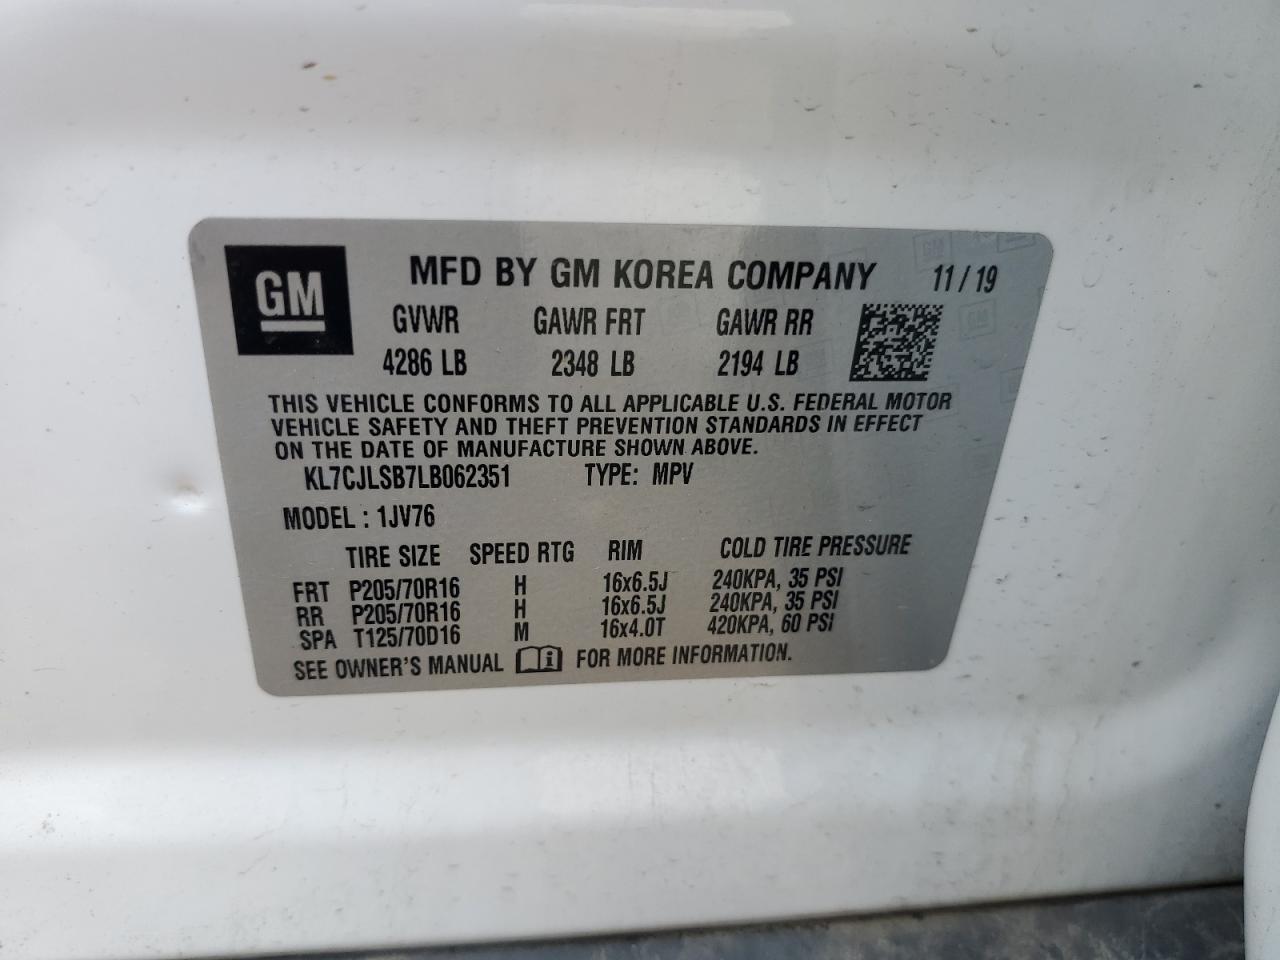 GM
MFD BY GM KOREA COMPANY 11/19
GVWR GAWR FRT GAWR RR
4286 LB 2348 LB 2194 LB
THIS VEHICLE CONFORMS TO ALL APPLICABLE U.S. FEDERAL MOTOR
VEHICLE SAFETY AND THEFT PREVENTION STANDARDS IN EFFECT
ON THE DATE OF MANUFACTURE SHOWN ABOVE.
KL7CJLSB7LB062351 TYPE: MPV
MODEL : 1JV76
TIRE SIZE SPEED RTG RIM COLD TIRE PRESSURE
FRT P205/70R16 H 16x6.5J 240KPA, 35 PSI
RR P205/70R16 H 16x6.5J 240KPA, 35 PSI
SPA T125/70D16 M 16x4.0T 420KPA, 60 PSI
SEE OWNER'S MANUAL FOR MORE INFORMATION.